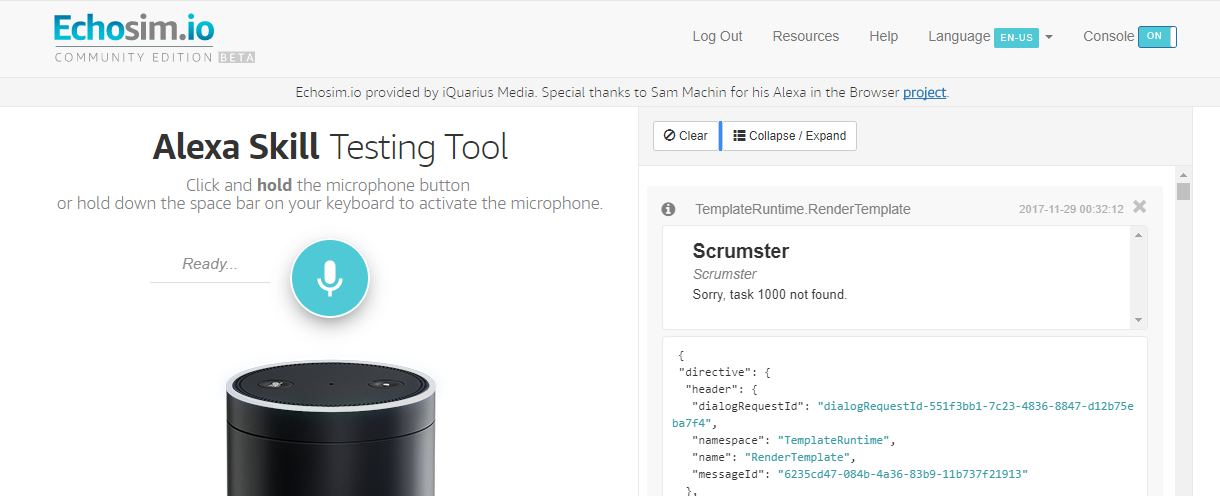 Echosim.io
COMMUNITY EDITION BETA
Log Out Resources Help Language EN-US Console ON
Echosim.io provided by iQuarius Media. Special thanks to Sam Machin for his Alexa in the Browser project.
Alexa Skill Testing Tool
Click and hold the microphone button
or hold down the space bar on your keyboard to activate the microphone.
Ready...
Clear Collapse / Expand
TemplateRuntime.RenderTemplate 2017-11-29 00:32:12
Scrumster
Scrumster
Sorry, task 1000 not found.
{
"directive": {
"header": {
"dialogRequestId": "dialogRequestId-551f3bb1-7c23-4836-8847-d12b75e
ba7f4",
"namespace": "TemplateRuntime",
"name": "RenderTemplate",
"messageId": "6235cd47-084b-4a36-83b9-11b737f21913"
},